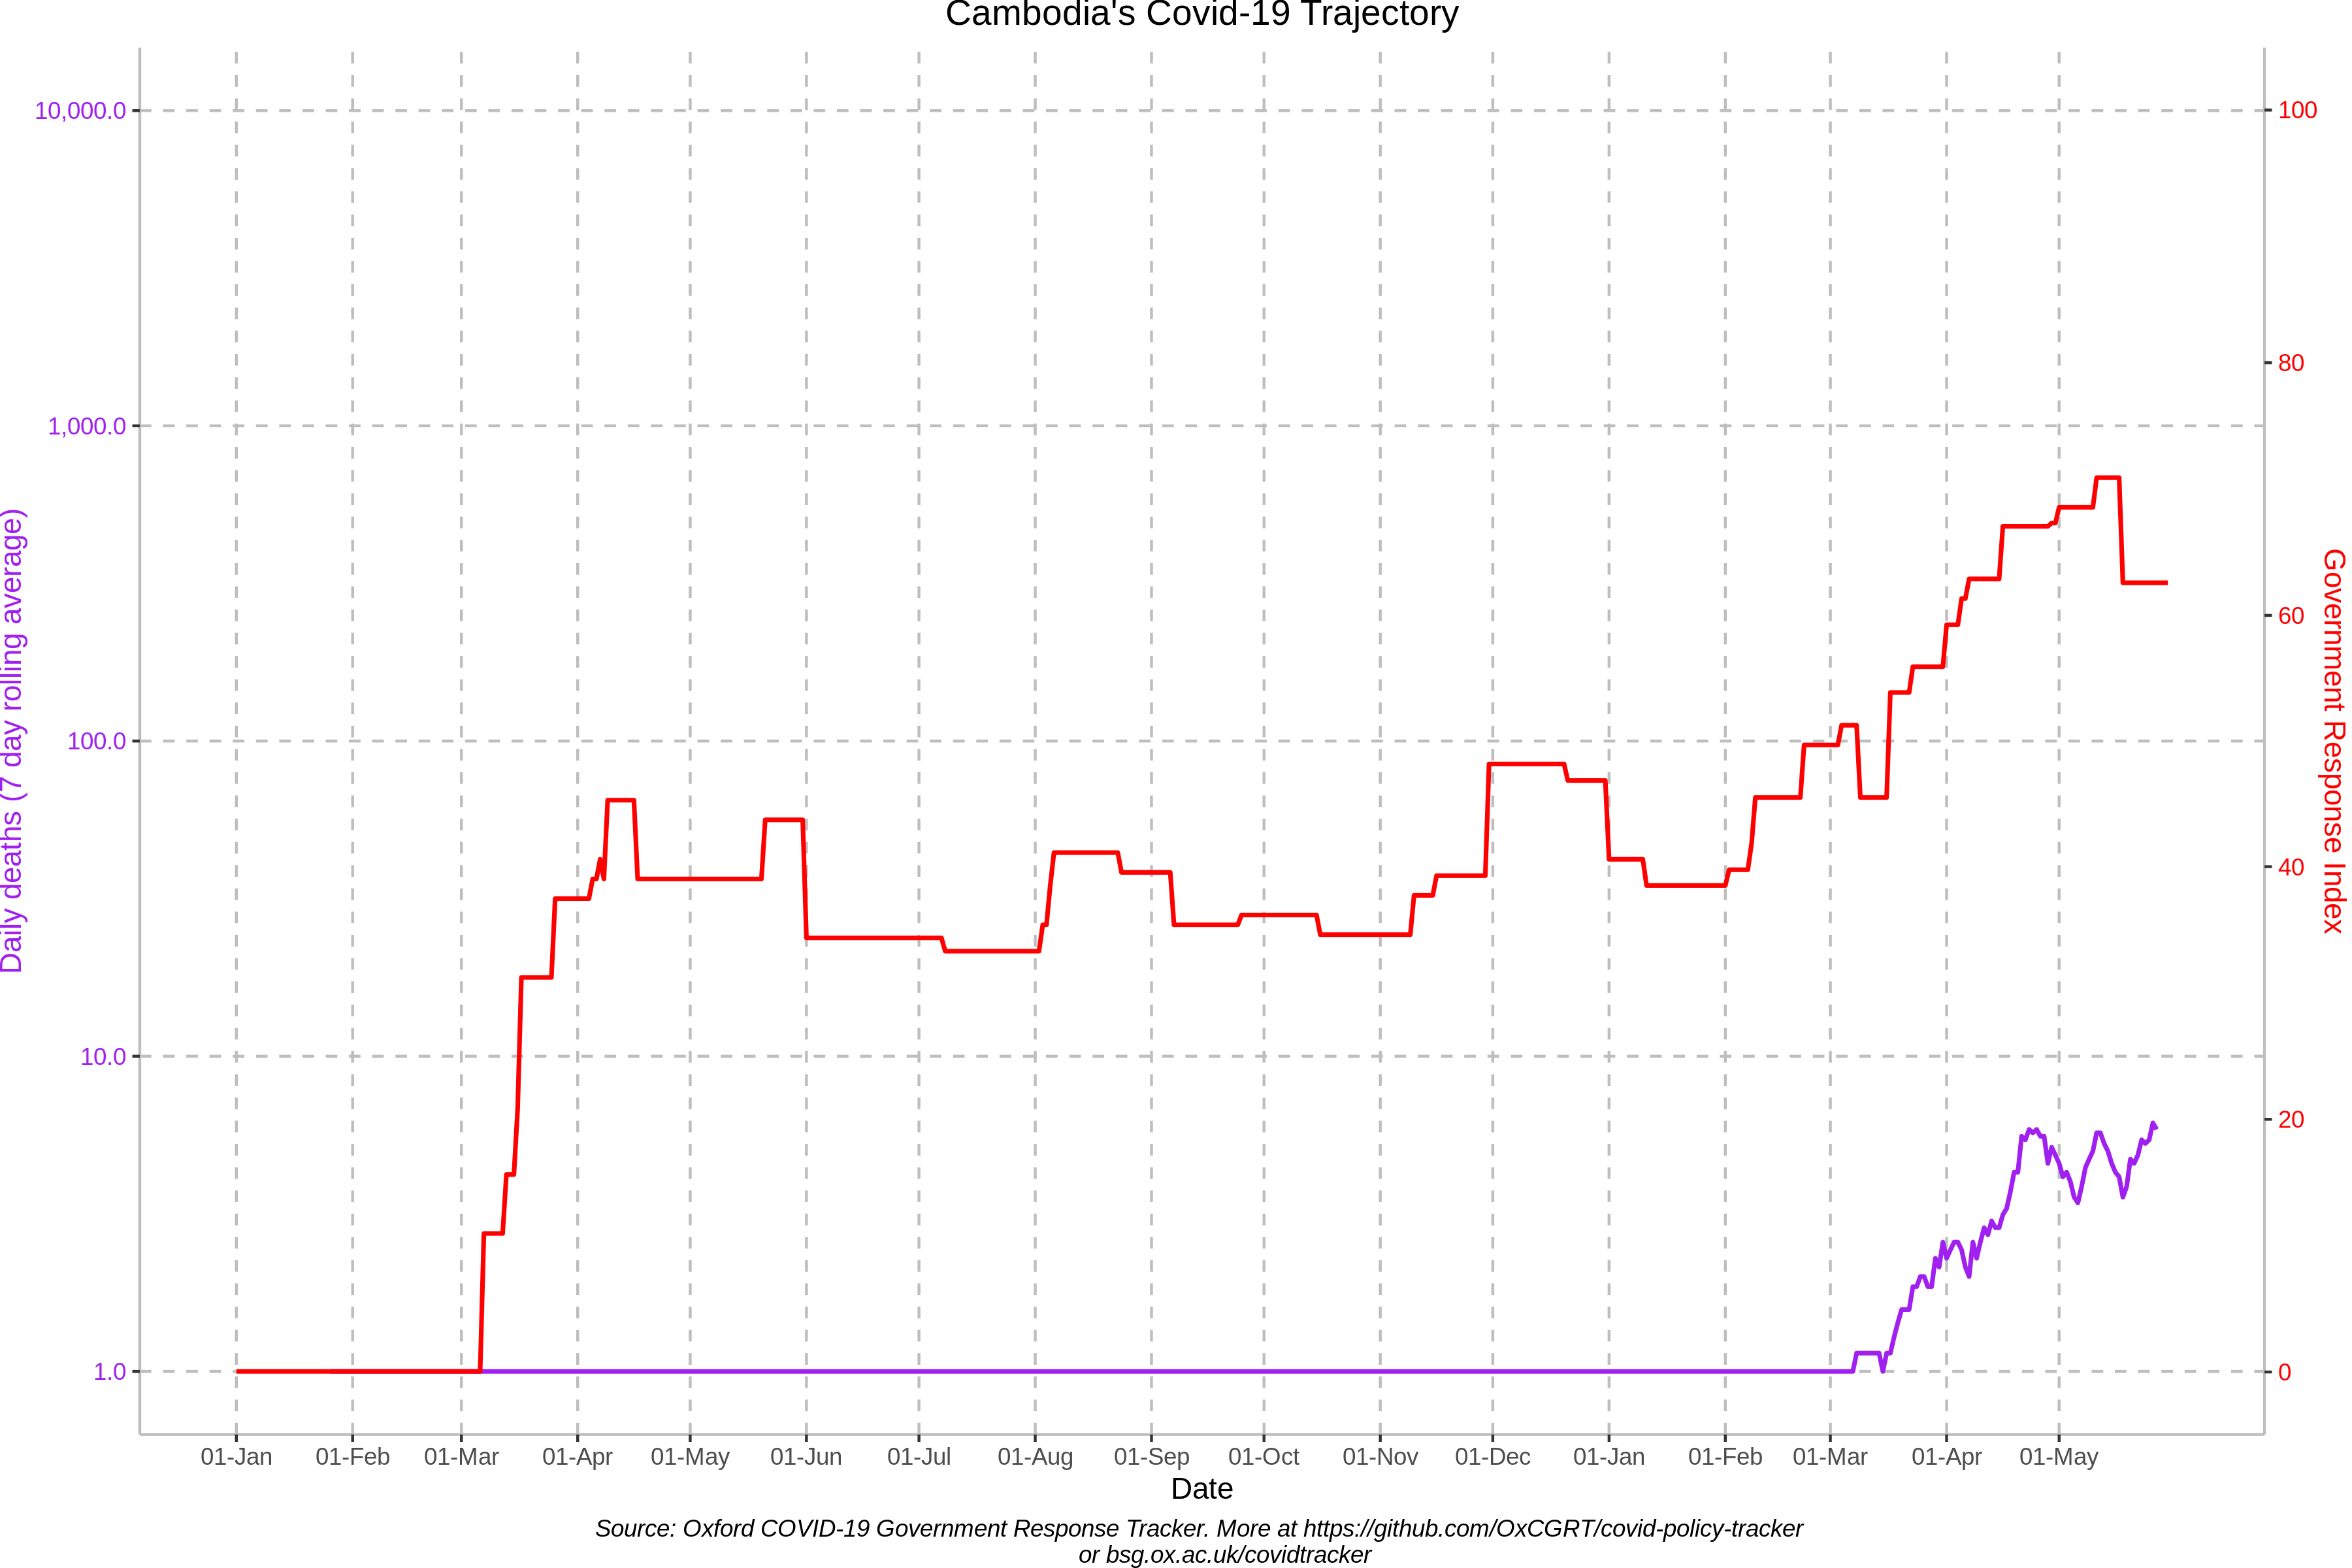 Cambodia's Covid-19 Trajectory
10,000.0
1,000.0
100.0
10.0
1.0
Daily deaths (7 day rolling average)
100
80
60
40
20
0
Government Response Index
01-Jan 01-Feb 01-Mar 01-Apr 01-May 01-Jun 01-Jul 01-Aug 01-Sep 01-Oct 01-Nov 01-Dec 01-Jan 01-Feb 01-Mar 01-Apr 01-May
Date
Source: Oxford COVID-19 Government Response Tracker. More at https://github.com/OxCGRT/covid-policy-tracker
or bsg.ox.ac.uk/covidtracker